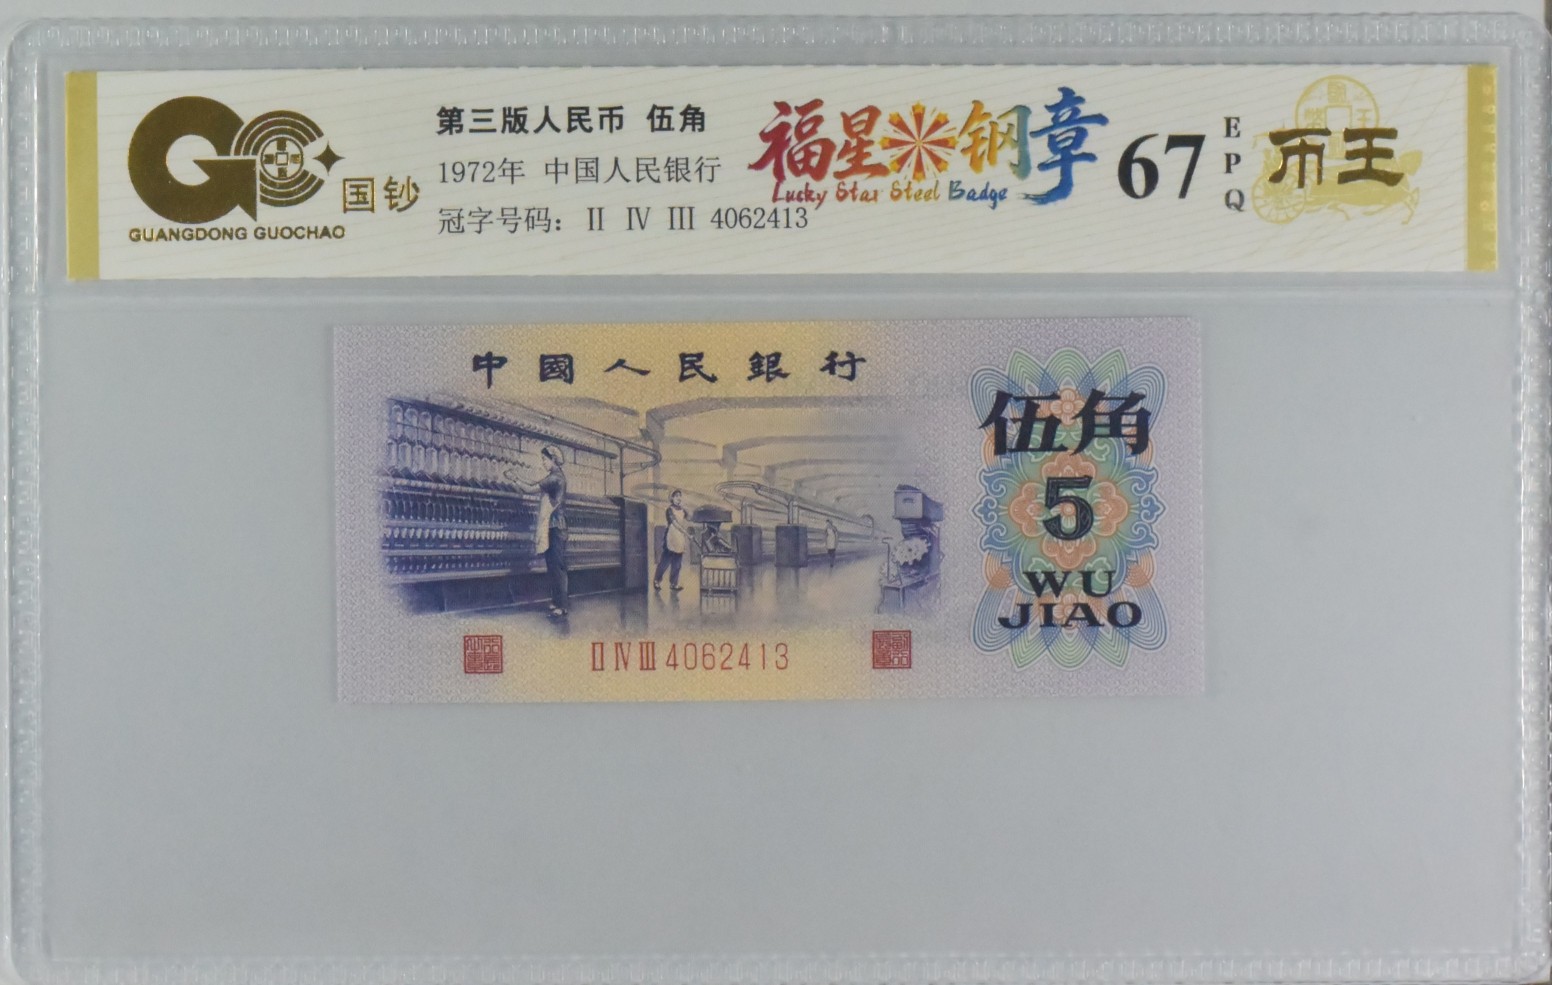 GC
国钞
GUANGDONG GUOCHAO
第三版人民币 伍角
1972年 中国人民银行
冠字号码: Ⅱ Ⅳ Ⅲ 4062413
福星钢章
Lucky Star Steel Badge
67
EPQ
币王
中國人民銀行
伍角
5
WU
JIAO
Ⅱ Ⅳ Ⅲ 4062413